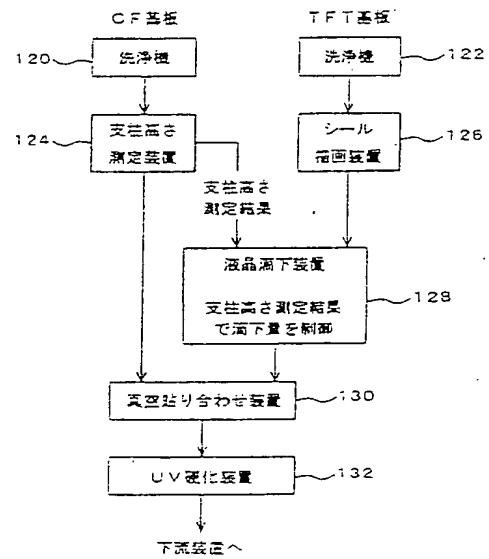 CF基板
TFT基板
120
洗浄機
洗浄機
122
124
支柱高さ
測定装置
シール
描画装置
126
支柱高さ
測定結果
液晶滴下装置
支柱高さ測定結果
で滴下量を制御
128
真空貼り合わせ装置
130
UV硬化装置
132
下流装置へ